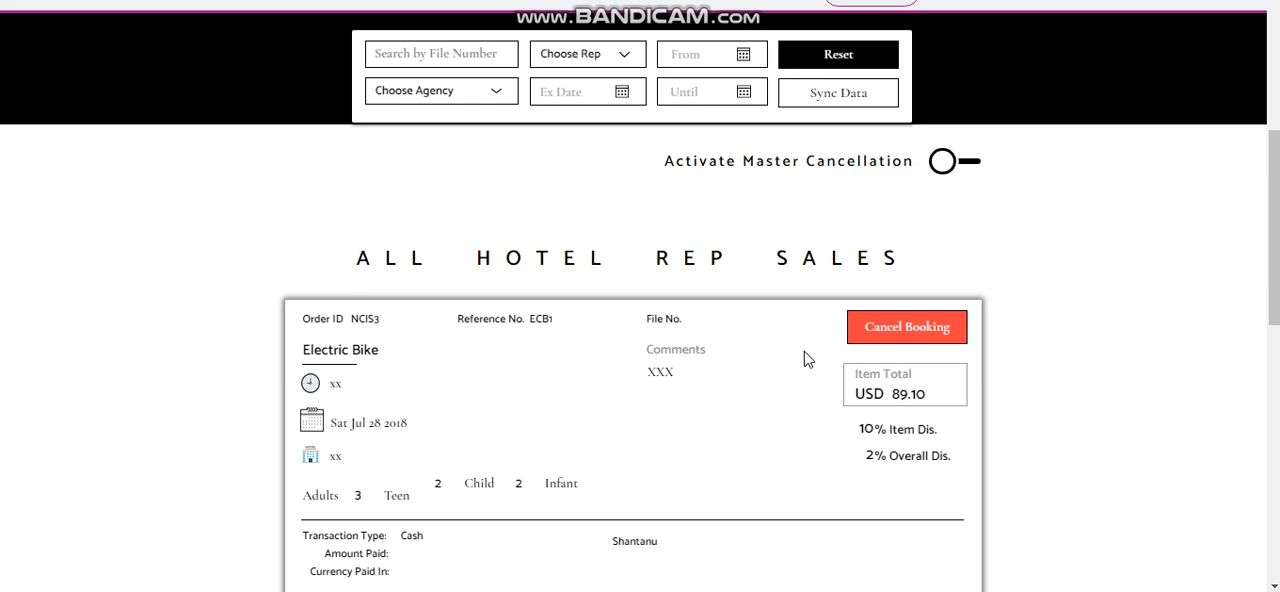 www.BANDICAM.com
Search by File Number Choose Rep From Reset
Choose Agency Ex Date Until Sync Data
Activate Master Cancellation
ALL HOTEL REP SALES
Order ID NCIS3 Reference No. ECB1 File No. Cancel Booking
Electric Bike Comments
xx XXX Item Total
USD 89.10
Sat Jul 28 2018 10% Item Dis.
xx 2% Overall Dis.
Adults 3 Teen 2 Child 2 Infant
Transaction Type: Cash Shantanu
Amount Paid:
Currency Paid In: